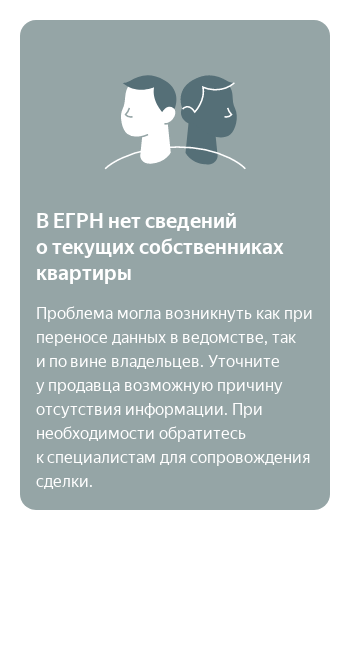 В ЕГРН нет сведений
о текущих собственниках
квартиры
Проблема могла возникнуть как при
переносе данных в ведомстве, так
и по вине владельцев. Уточните
у продавца возможную причину
отсутствия информации. При
необходимости обратитесь
к специалистам для сопровождения
сделки.